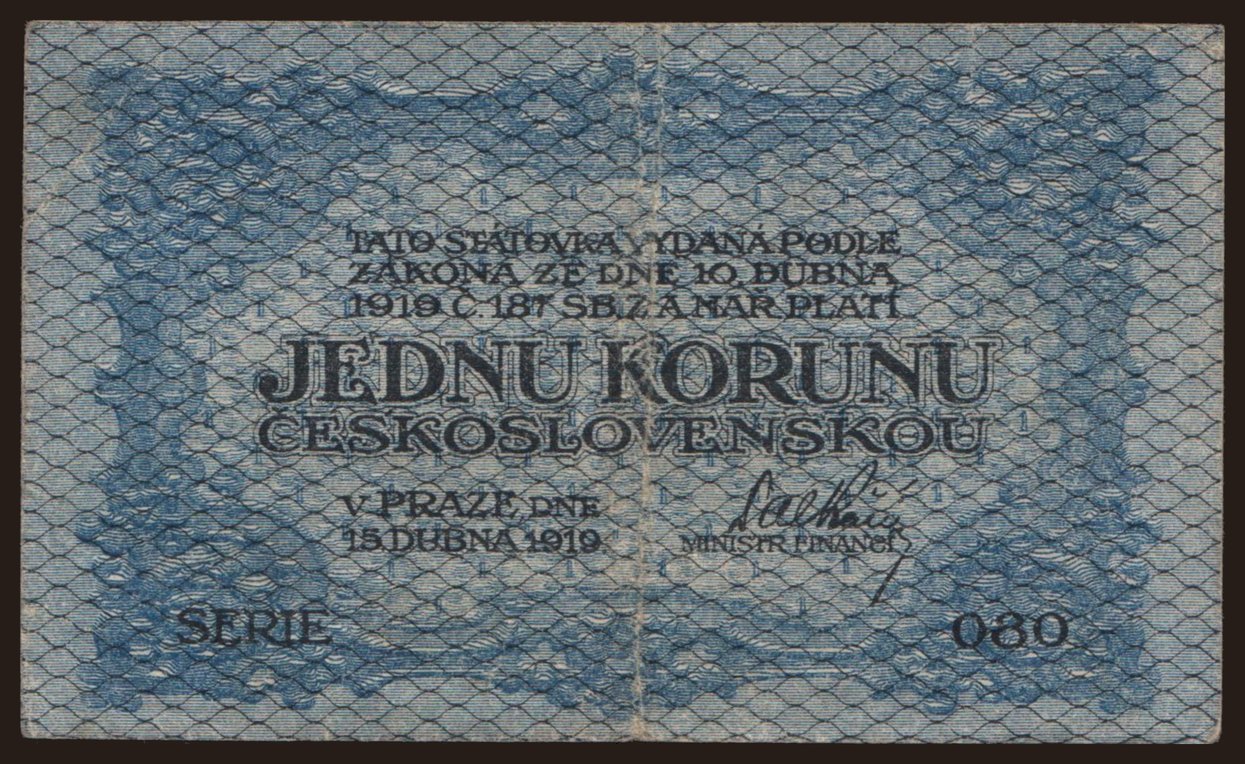 TATO STÁTOVKA VYDANÁ PODLE
ZÁKONA ZE DNE 10. DUBNA
1919 Č. 187 SB. Z A NAŘ. PLATÍ
JEDNU KORUNU
ČESKOSLOVENSKOU
V PRAZE, DNE
15. DUBNA 1919.
MINISTR FINANCÍ
SERIE 080